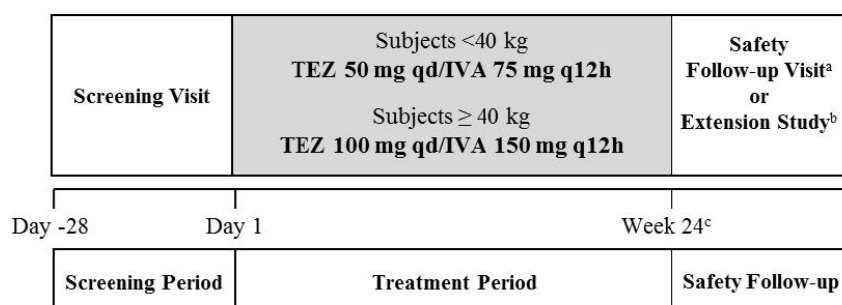 Screening Visit
Subjects <40 kg
TEZ 50 mg qd/IVA 75 mg q12h
Subjects ≥ 40 kg
TEZ 100 mg qd/IVA 150 mg q12h
Safety
Follow-up Visitᵃ
or
Extension Studyᵇ
Day -28
Day 1
Week 24ᶜ
Screening Period
Treatment Period
Safety Follow-up